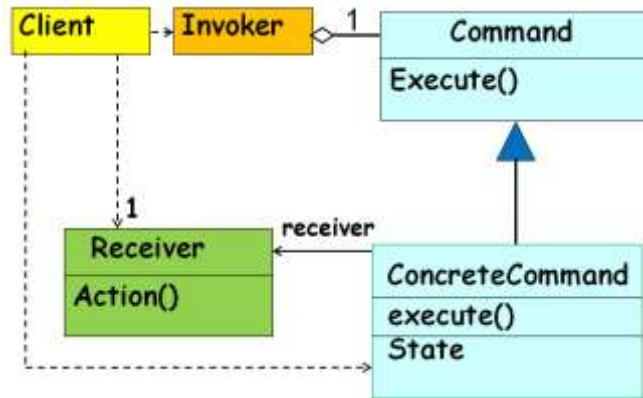 Client
Invoker
1
Command
Execute()
1
Receiver
Action()
receiver
ConcreteCommand
execute()
State